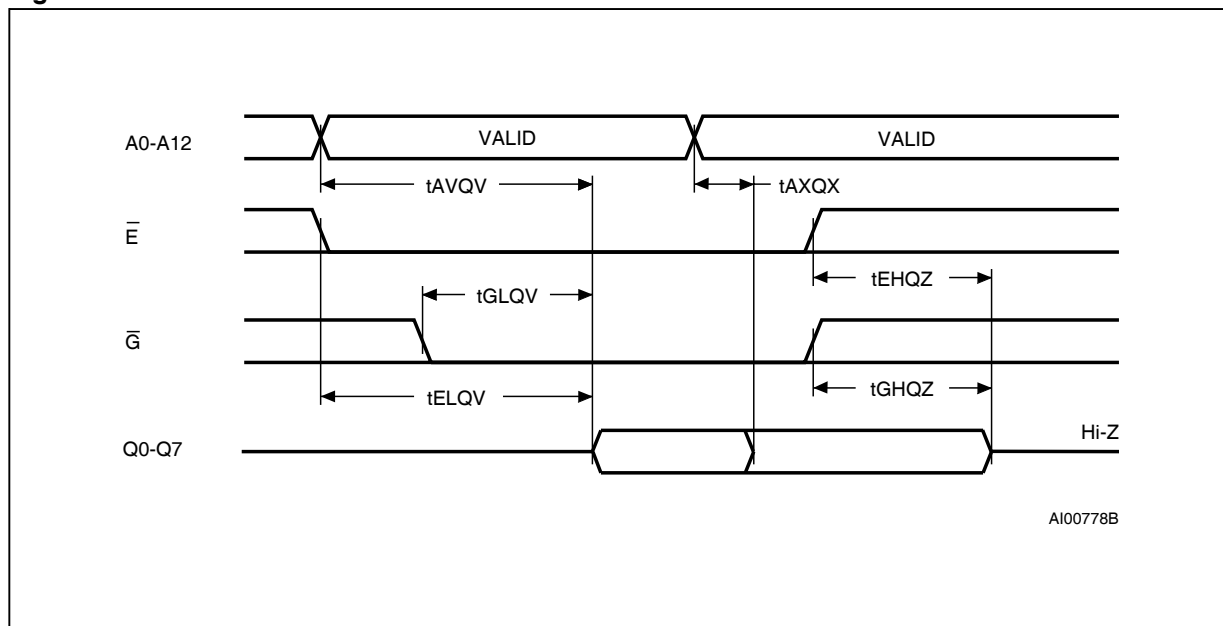 A0-A12
VALID
VALID
tAVQV
tAXQX
E̅
tEHQZ
tGLQV
G̅
tELQV
tGHQZ
Q0-Q7
Hi-Z
AI00778B